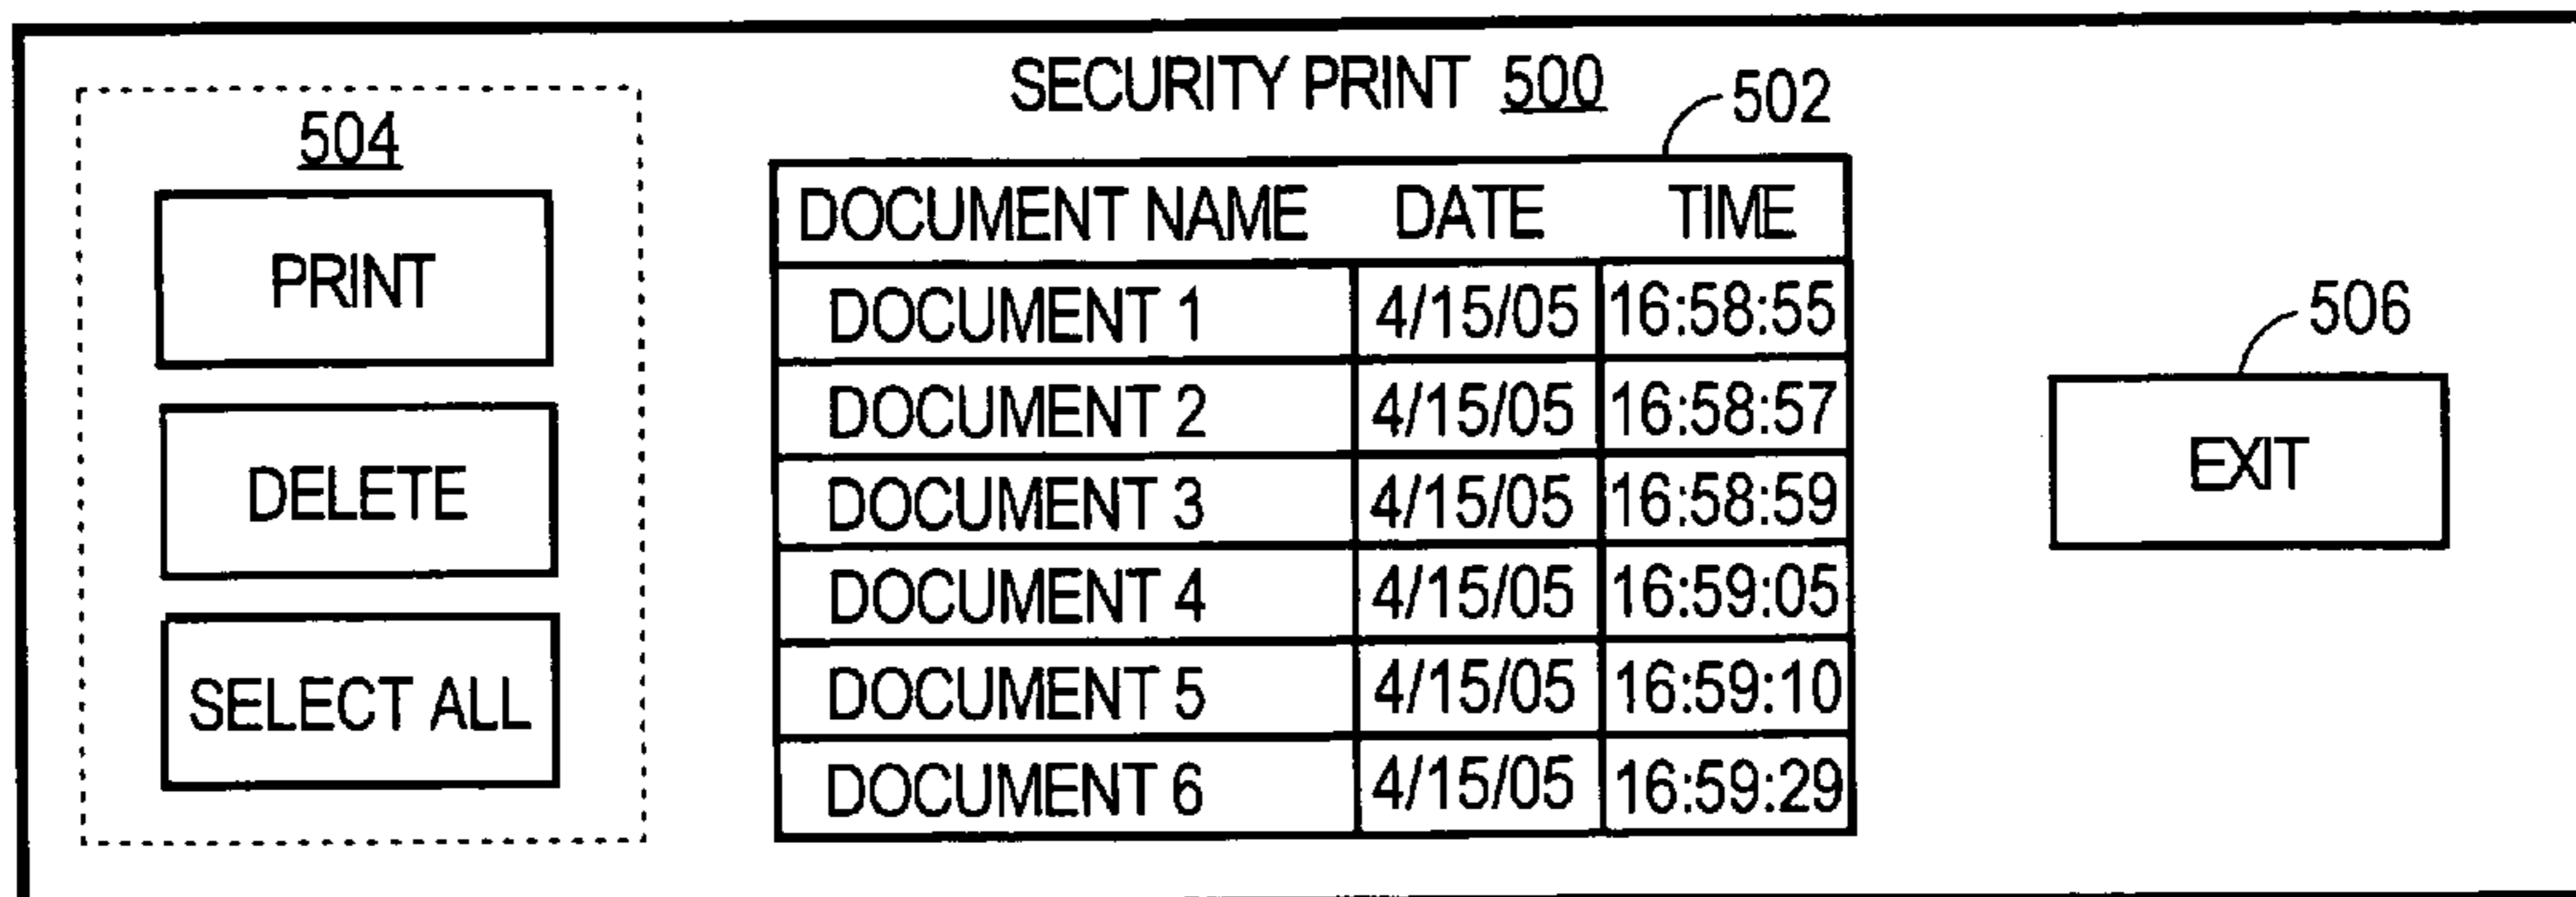 SECURITY PRINT 500
502
504
PRINT
DELETE
SELECT ALL
DOCUMENT NAME DATE TIME
DOCUMENT 1 4/15/05 16:58:55
DOCUMENT 2 4/15/05 16:58:57
DOCUMENT 3 4/15/05 16:58:59
DOCUMENT 4 4/15/05 16:59:05
DOCUMENT 5 4/15/05 16:59:10
DOCUMENT 6 4/15/05 16:59:29
506
EXIT